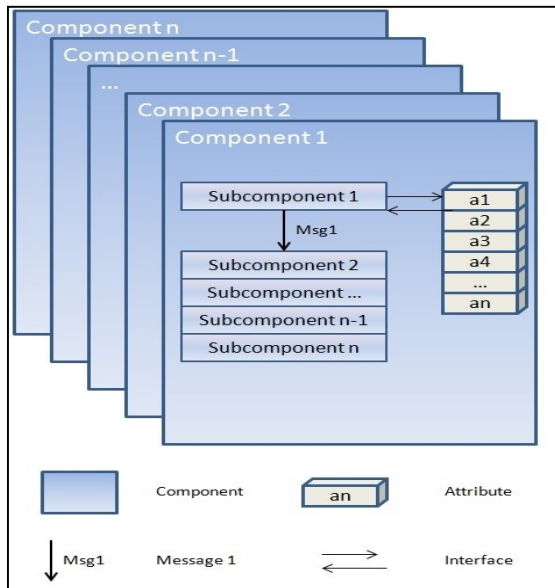 Component n
Component n-1
...
Component 2
Component 1
Subcomponent 1
Msg1
Subcomponent 2
Subcomponent ...
Subcomponent n-1
Subcomponent n
a1
a2
a3
a4
...
an
Component
an
Attribute
Msg1
Message 1
Interface